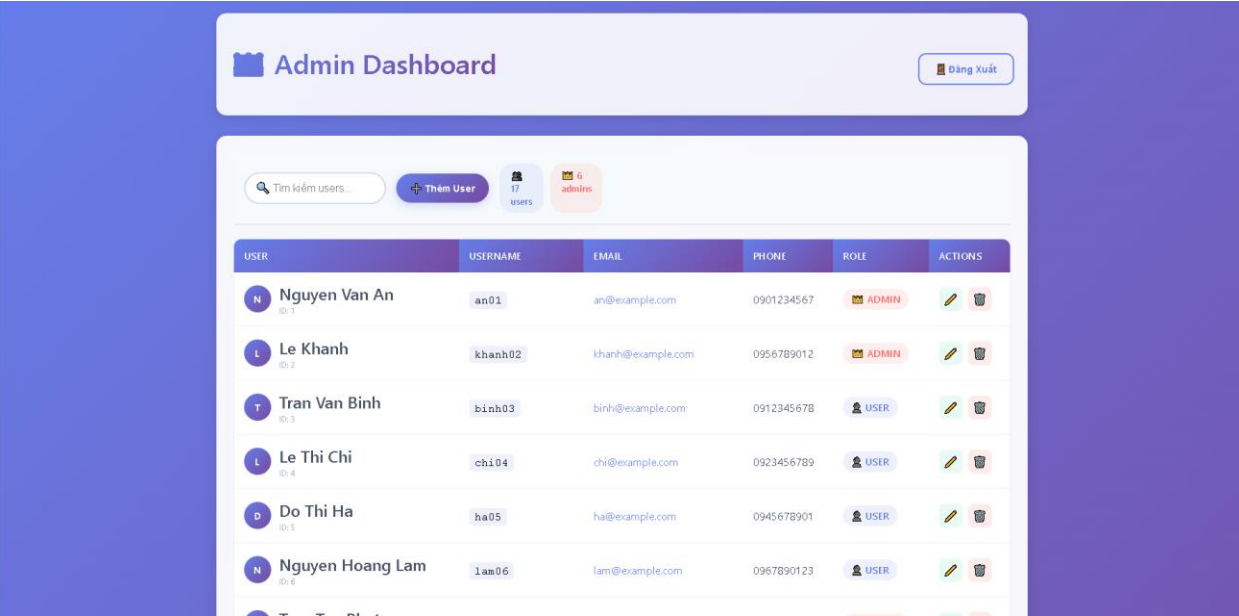 Admin Dashboard
Đăng Xuất
Tìm kiếm users...
Thêm User
17
users
6
admins
USER USERNAME EMAIL PHONE ROLE ACTIONS
N Nguyen Van An an01 an@example.com 0901234567 ADMIN
ID: 1
L Le Khanh khanh02 khanh@example.com 0956789012 ADMIN
ID: 2
T Tran Van Binh binh03 binh@example.com 0912345678 USER
ID: 3
L Le Thi Chi chi04 chi@example.com 0923456789 USER
ID: 4
D Do Thi Ha ha05 ha@example.com 0945678901 USER
ID: 5
N Nguyen Hoang Lam lam06 lam@example.com 0967890123 USER
ID: 6